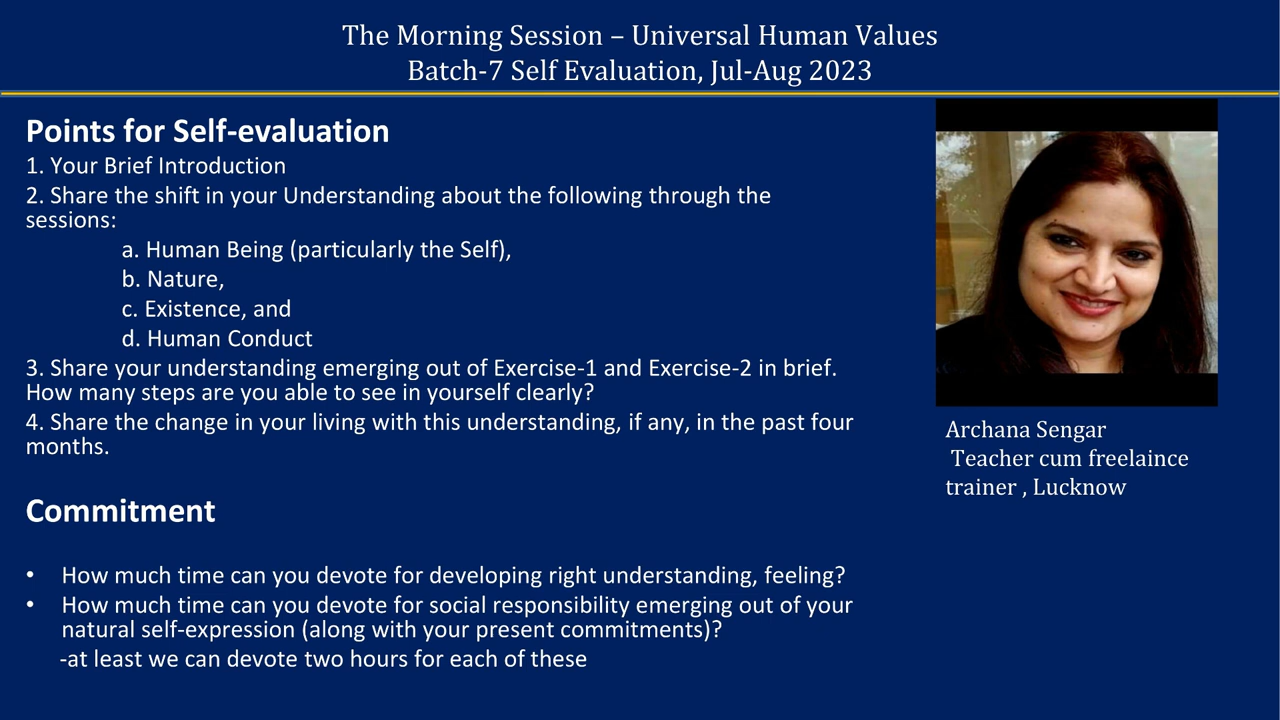 The Morning Session – Universal Human Values
Batch-7 Self Evaluation, Jul-Aug 2023
Points for Self-evaluation
1. Your Brief Introduction
2. Share the shift in your Understanding about the following through the
sessions:
a. Human Being (particularly the Self),
b. Nature,
c. Existence, and
d. Human Conduct
3. Share your understanding emerging out of Exercise-1 and Exercise-2 in brief.
How many steps are you able to see in yourself clearly?
4. Share the change in your living with this understanding, if any, in the past four
months.
Commitment
• How much time can you devote for developing right understanding, feeling?
• How much time can you devote for social responsibility emerging out of your
natural self-expression (along with your present commitments)?
-at least we can devote two hours for each of these
Archana Sengar
Teacher cum freelaince
trainer , Lucknow